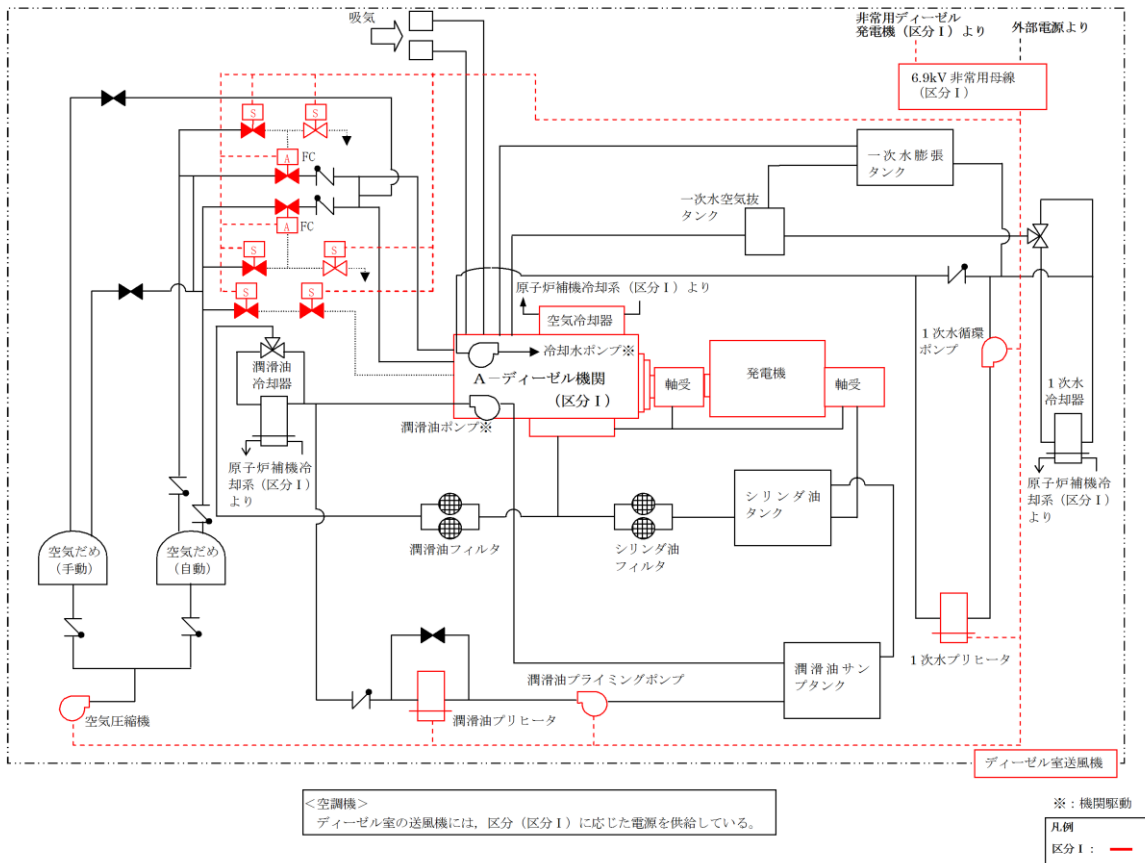 吸気
非常用ディーゼル
発電機（区分Ⅰ）より
外部電源より
6.9kV 非常用母線
（区分Ⅰ）
S
S
A
FC
A
FC
S
S
S
S
一次水膨張
タンク
一次水空気抜
タンク
原子炉補機冷却系（区分Ⅰ）より
空気冷却器
冷却水ポンプ※
A－ディーゼル機関
（区分Ⅰ）
軸受
発電機
軸受
1次水循環
ポンプ
1次水
冷却器
潤滑油
冷却器
潤滑油ポンプ※
原子炉補機冷
却系（区分Ⅰ）
より
原子炉補機冷
却系（区分Ⅰ）
より
シリンダ油
タンク
潤滑油フィルタ
シリンダ油
フィルタ
空気だめ
（手動）
空気だめ
（自動）
1次水プリヒータ
潤滑油サン
プタンク
潤滑油プライミングポンプ
潤滑油プリヒータ
空気圧縮機
ディーゼル室送風機
＜空調機＞
ディーゼル室の送風機には，区分（区分Ⅰ）に応じた電源を供給している。
※：機関駆動
凡例
区分Ⅰ：